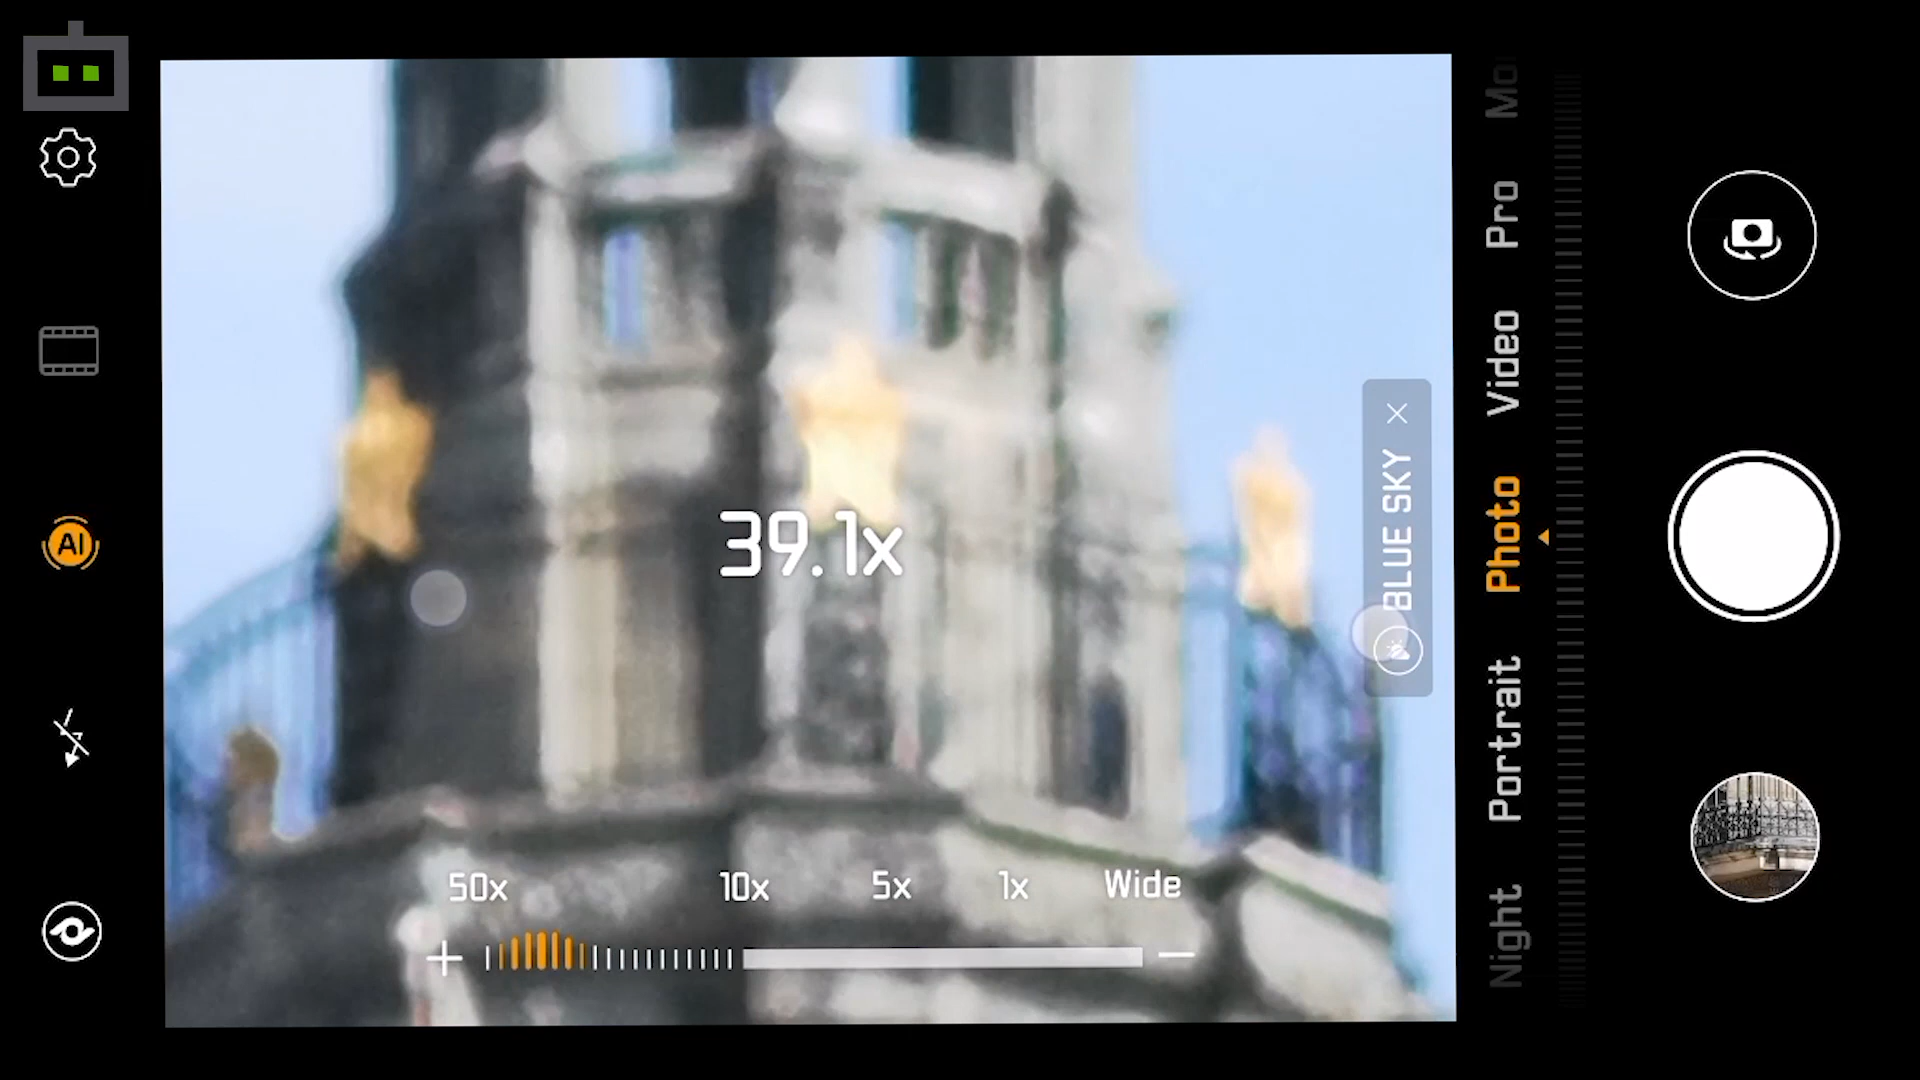 AI
39.1x
BLUE SKY
50x 10x 5x 1x Wide
Mo
Pro
Video
Photo
Portrait
Night